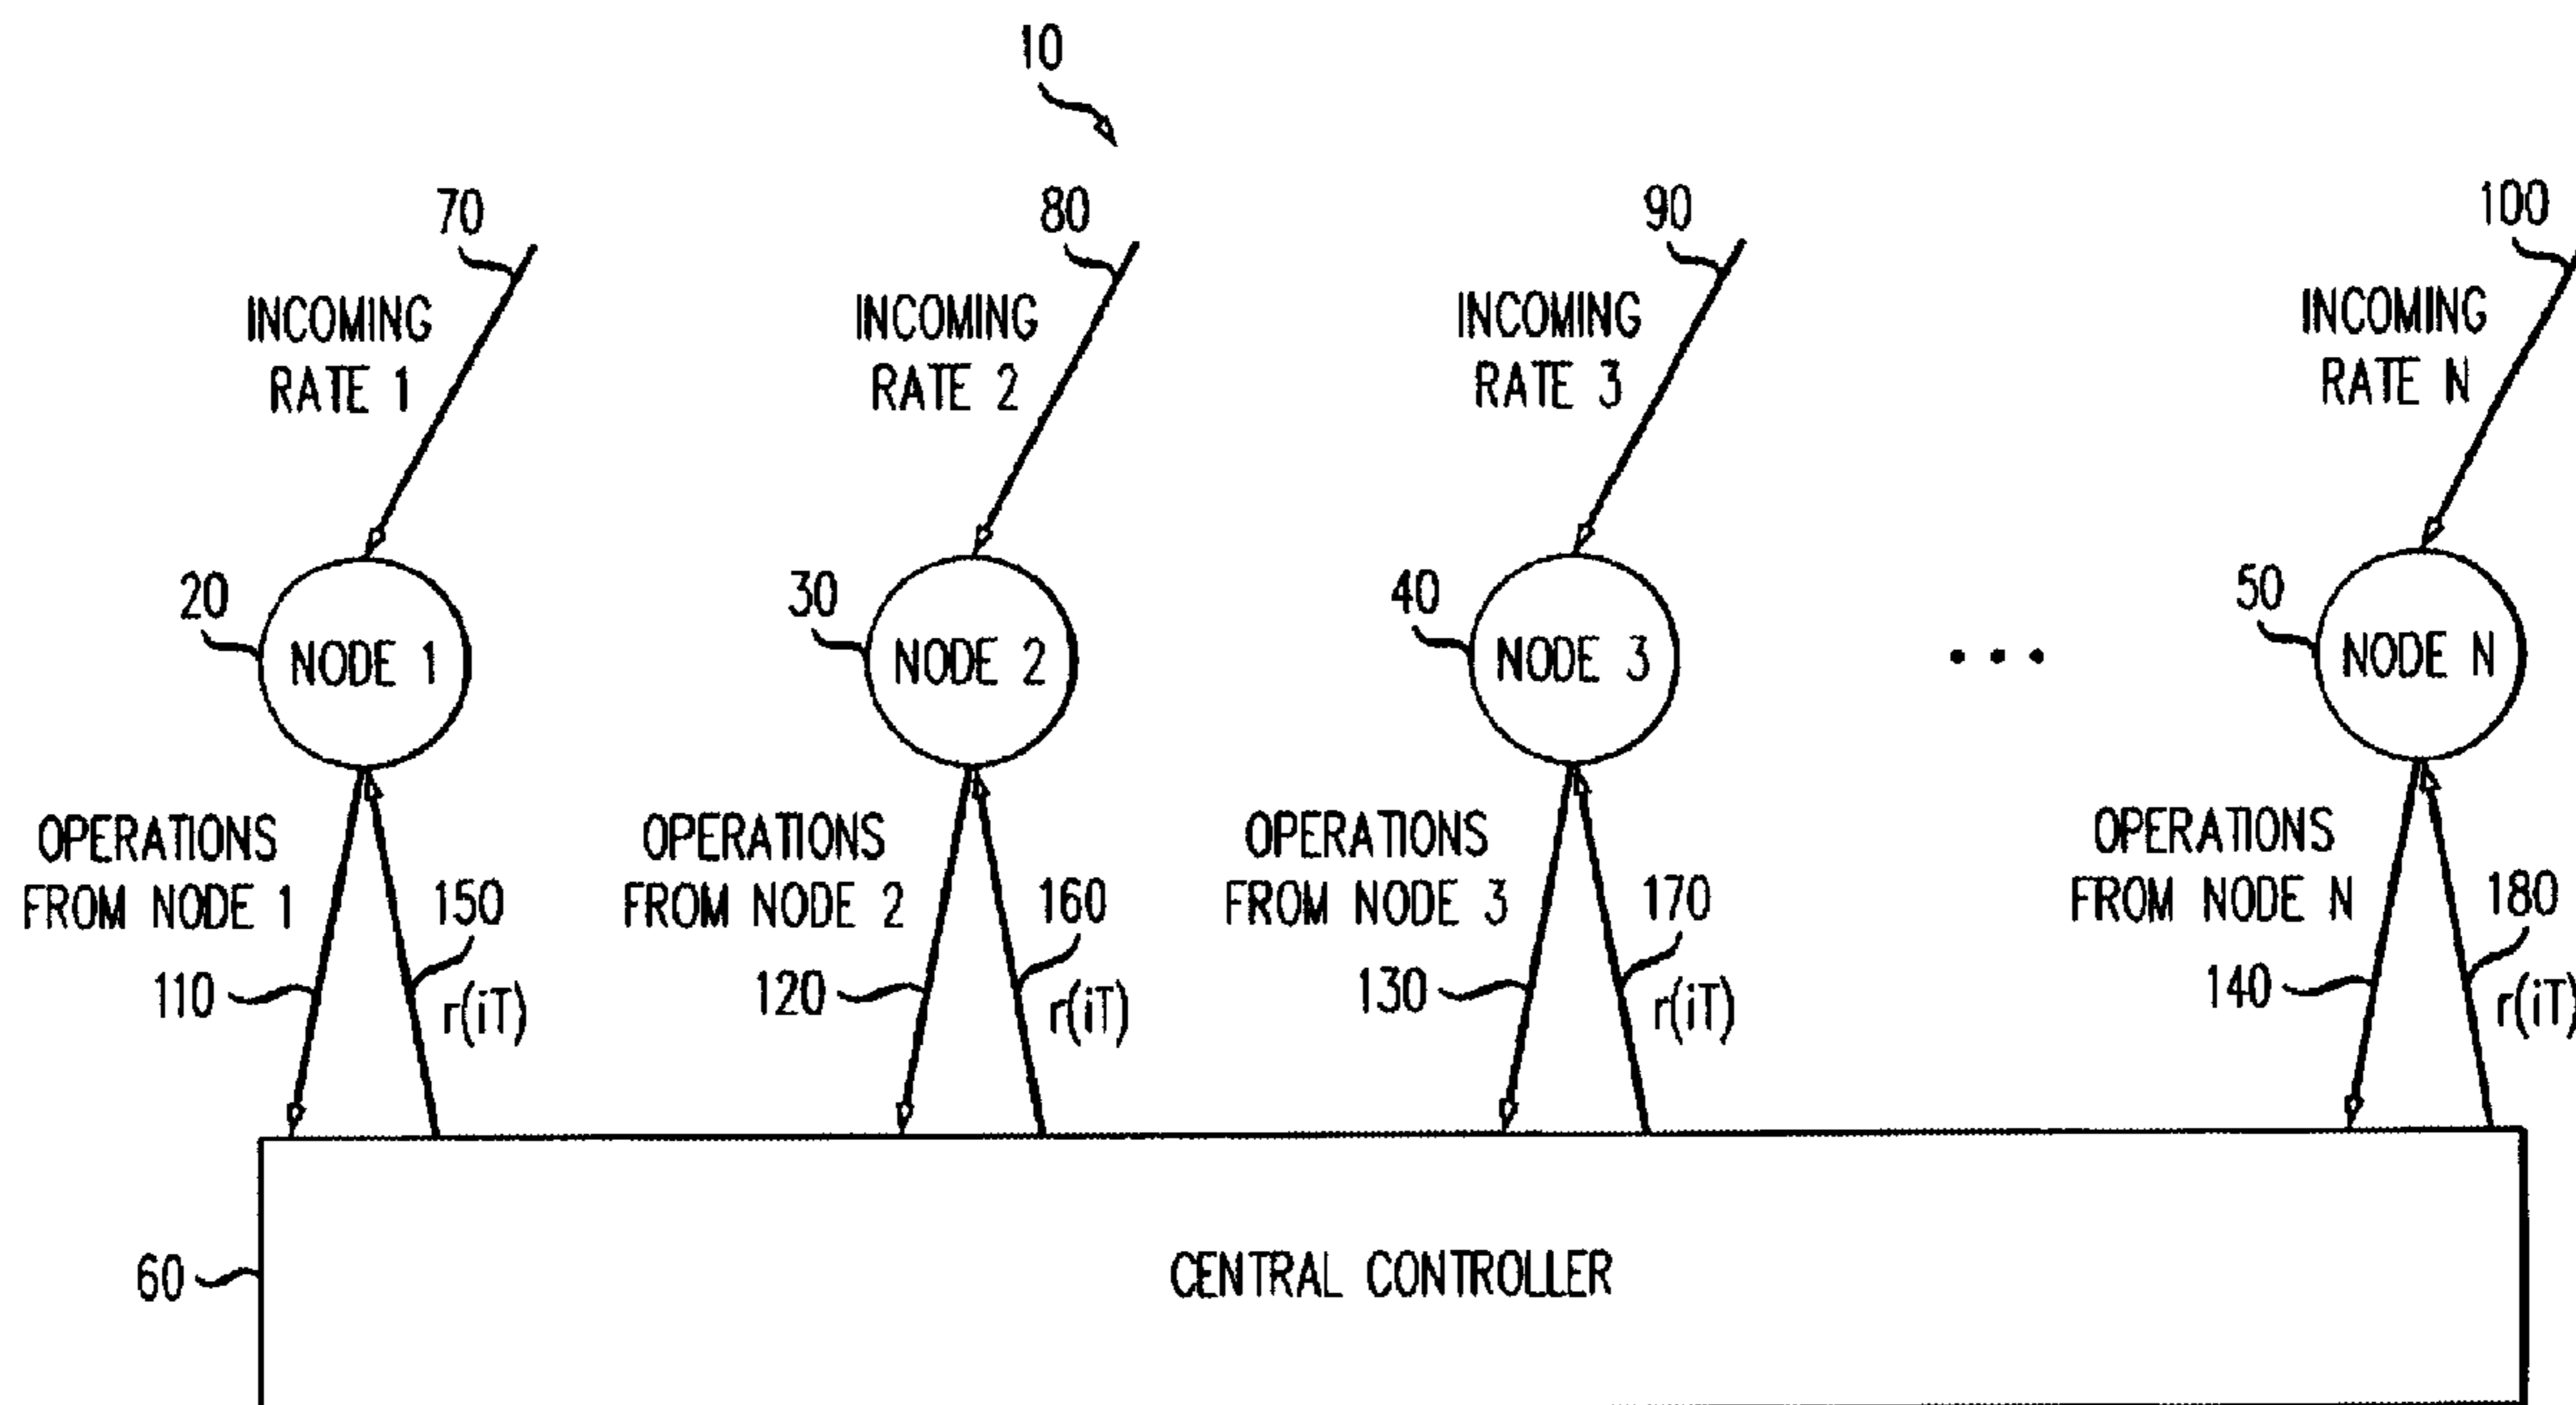 10
70
80
90
100
INCOMING
RATE 1
INCOMING
RATE 2
INCOMING
RATE 3
INCOMING
RATE N
20
NODE 1
30
NODE 2
40
NODE 3
...
50
NODE N
OPERATIONS
FROM NODE 1
110
150
r(iT)
OPERATIONS
FROM NODE 2
120
160
r(iT)
OPERATIONS
FROM NODE 3
130
170
r(iT)
OPERATIONS
FROM NODE N
140
180
r(iT)
60
CENTRAL CONTROLLER